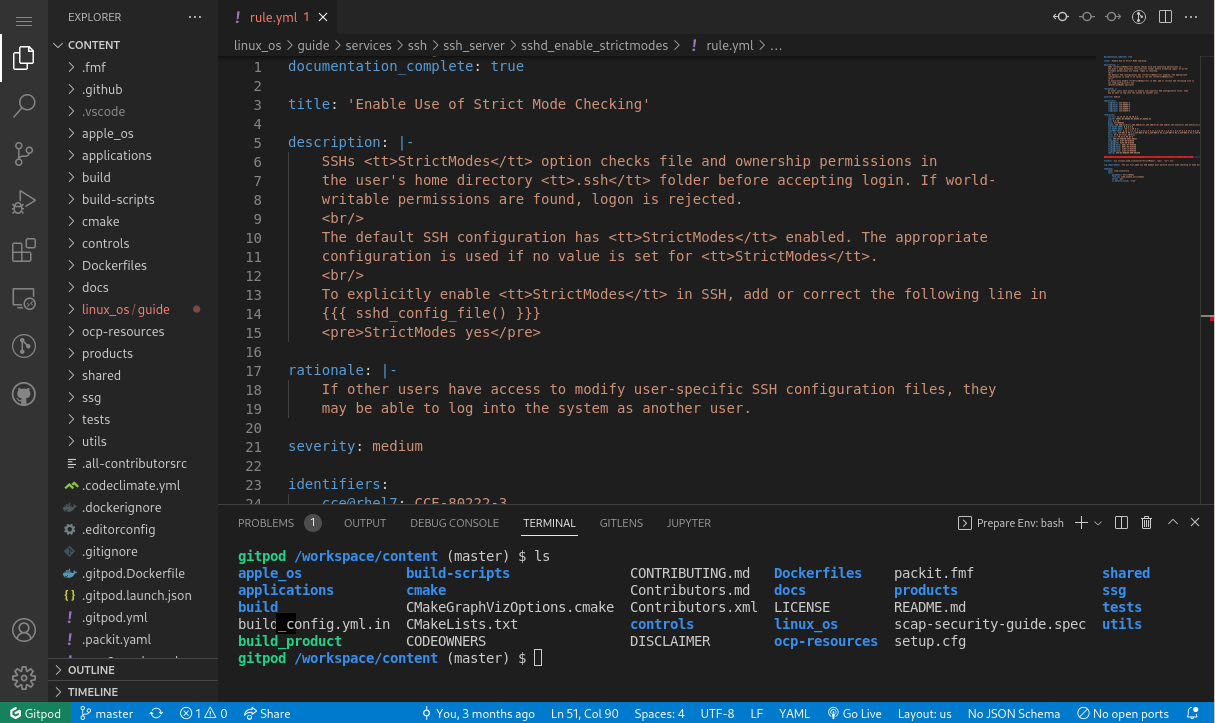 EXPLORER
CONTENT
.fmf
.github
.vscode
apple_os
applications
build
build-scripts
cmake
controls
Dockerfiles
docs
linux_os / guide
ocp-resources
products
shared
ssg
tests
utils
.all-contributorsrc
.codeclimate.yml
.dockerignore
.editorconfig
.gitignore
.gitpod.Dockerfile
.gitpod.launch.json
.gitpod.yml
.packit.yaml
OUTLINE
TIMELINE
rule.yml 1
linux_os > guide > services > ssh > ssh_server > sshd_enable_strictmodes > ! rule.yml > ...
1 documentation_complete: true
2
3 title: 'Enable Use of Strict Mode Checking'
4
5 description: |-
6 SSHs <tt>StrictModes</tt> option checks file and ownership permissions in
7 the user's home directory <tt>.ssh</tt> folder before accepting login. If world-
8 writable permissions are found, logon is rejected.
9 <br/>
10 The default SSH configuration has <tt>StrictModes</tt> enabled. The appropriate
11 configuration is used if no value is set for <tt>StrictModes</tt>.
12 <br/>
13 To explicitly enable <tt>StrictModes</tt> in SSH, add or correct the following line in
14 {{{ sshd_config_file() }}}
15 <pre>StrictModes yes</pre>
16
17 rationale: |-
18 If other users have access to modify user-specific SSH configuration files, they
19 may be able to log into the system as another user.
20
21 severity: medium
22
23 identifiers:
24 cce@rhel7: CCE-80222-3
PROBLEMS 1 OUTPUT DEBUG CONSOLE TERMINAL GITLENS JUPYTER Prepare Env: bash
gitpod /workspace/content (master) $ ls
apple_os build-scripts CONTRIBUTING.md Dockerfiles packit.fmf shared
applications cmake Contributors.md docs products ssg
build CMakeGraphVizOptions.cmake Contributors.xml LICENSE README.md tests
build_config.yml.in CMakeLists.txt controls linux_os scap-security-guide.spec utils
build_product CODEOWNERS DISCLAIMER ocp-resources setup.cfg
gitpod /workspace/content (master) $
Gitpod master 1 0 Share You, 3 months ago Ln 51, Col 90 Spaces: 4 UTF-8 LF YAML Go Live Layout: us No JSON Schema No open ports